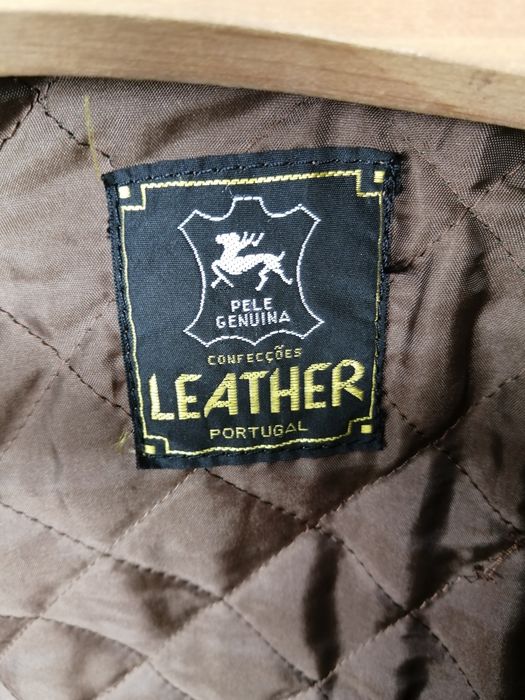 PELE
GENUINA
CONFECÇÕES
LEATHER
PORTUGAL